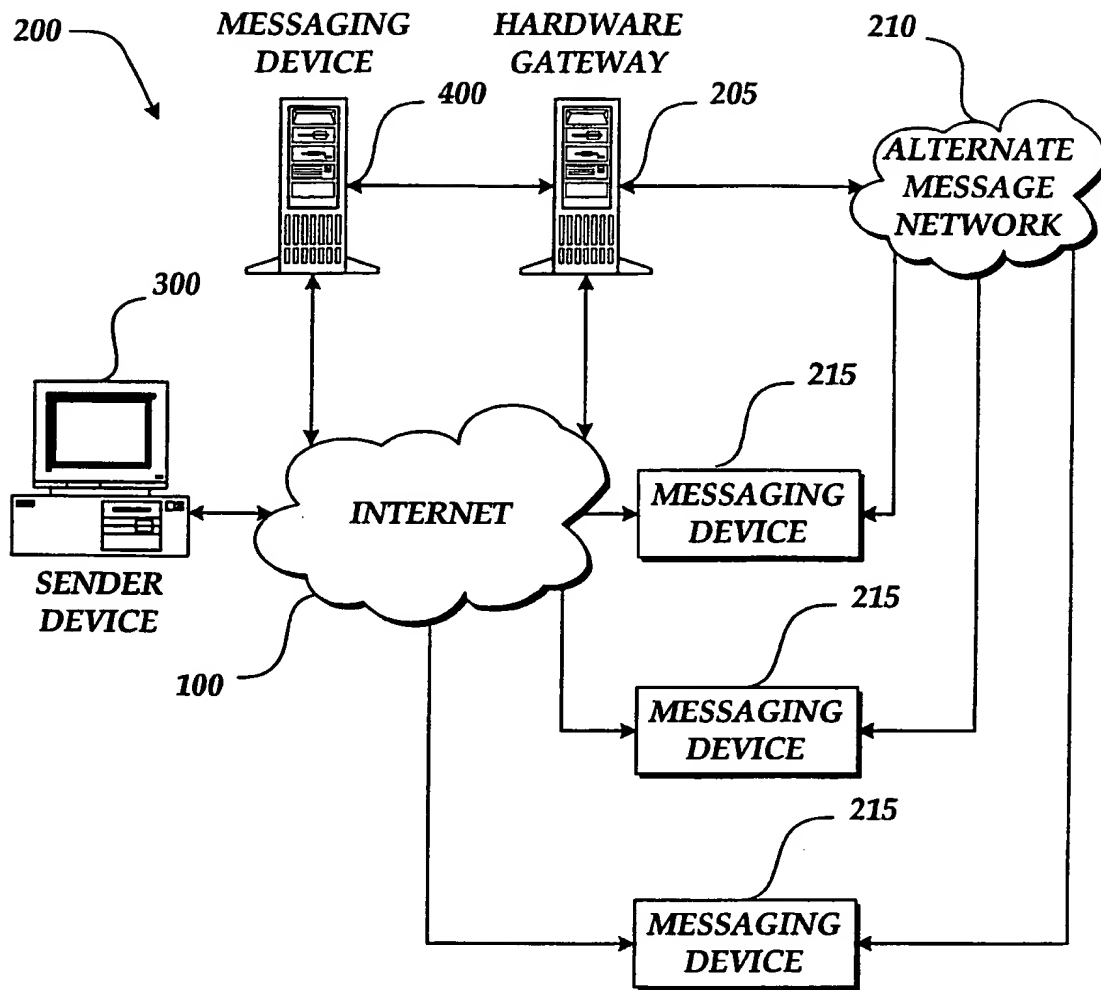 200
MESSAGING
DEVICE
HARDWARE
GATEWAY
210
400
205
ALTERNATE
MESSAGE
NETWORK
300
215
INTERNET
MESSAGING
DEVICE
SENDER
DEVICE
100
215
MESSAGING
DEVICE
215
MESSAGING
DEVICE